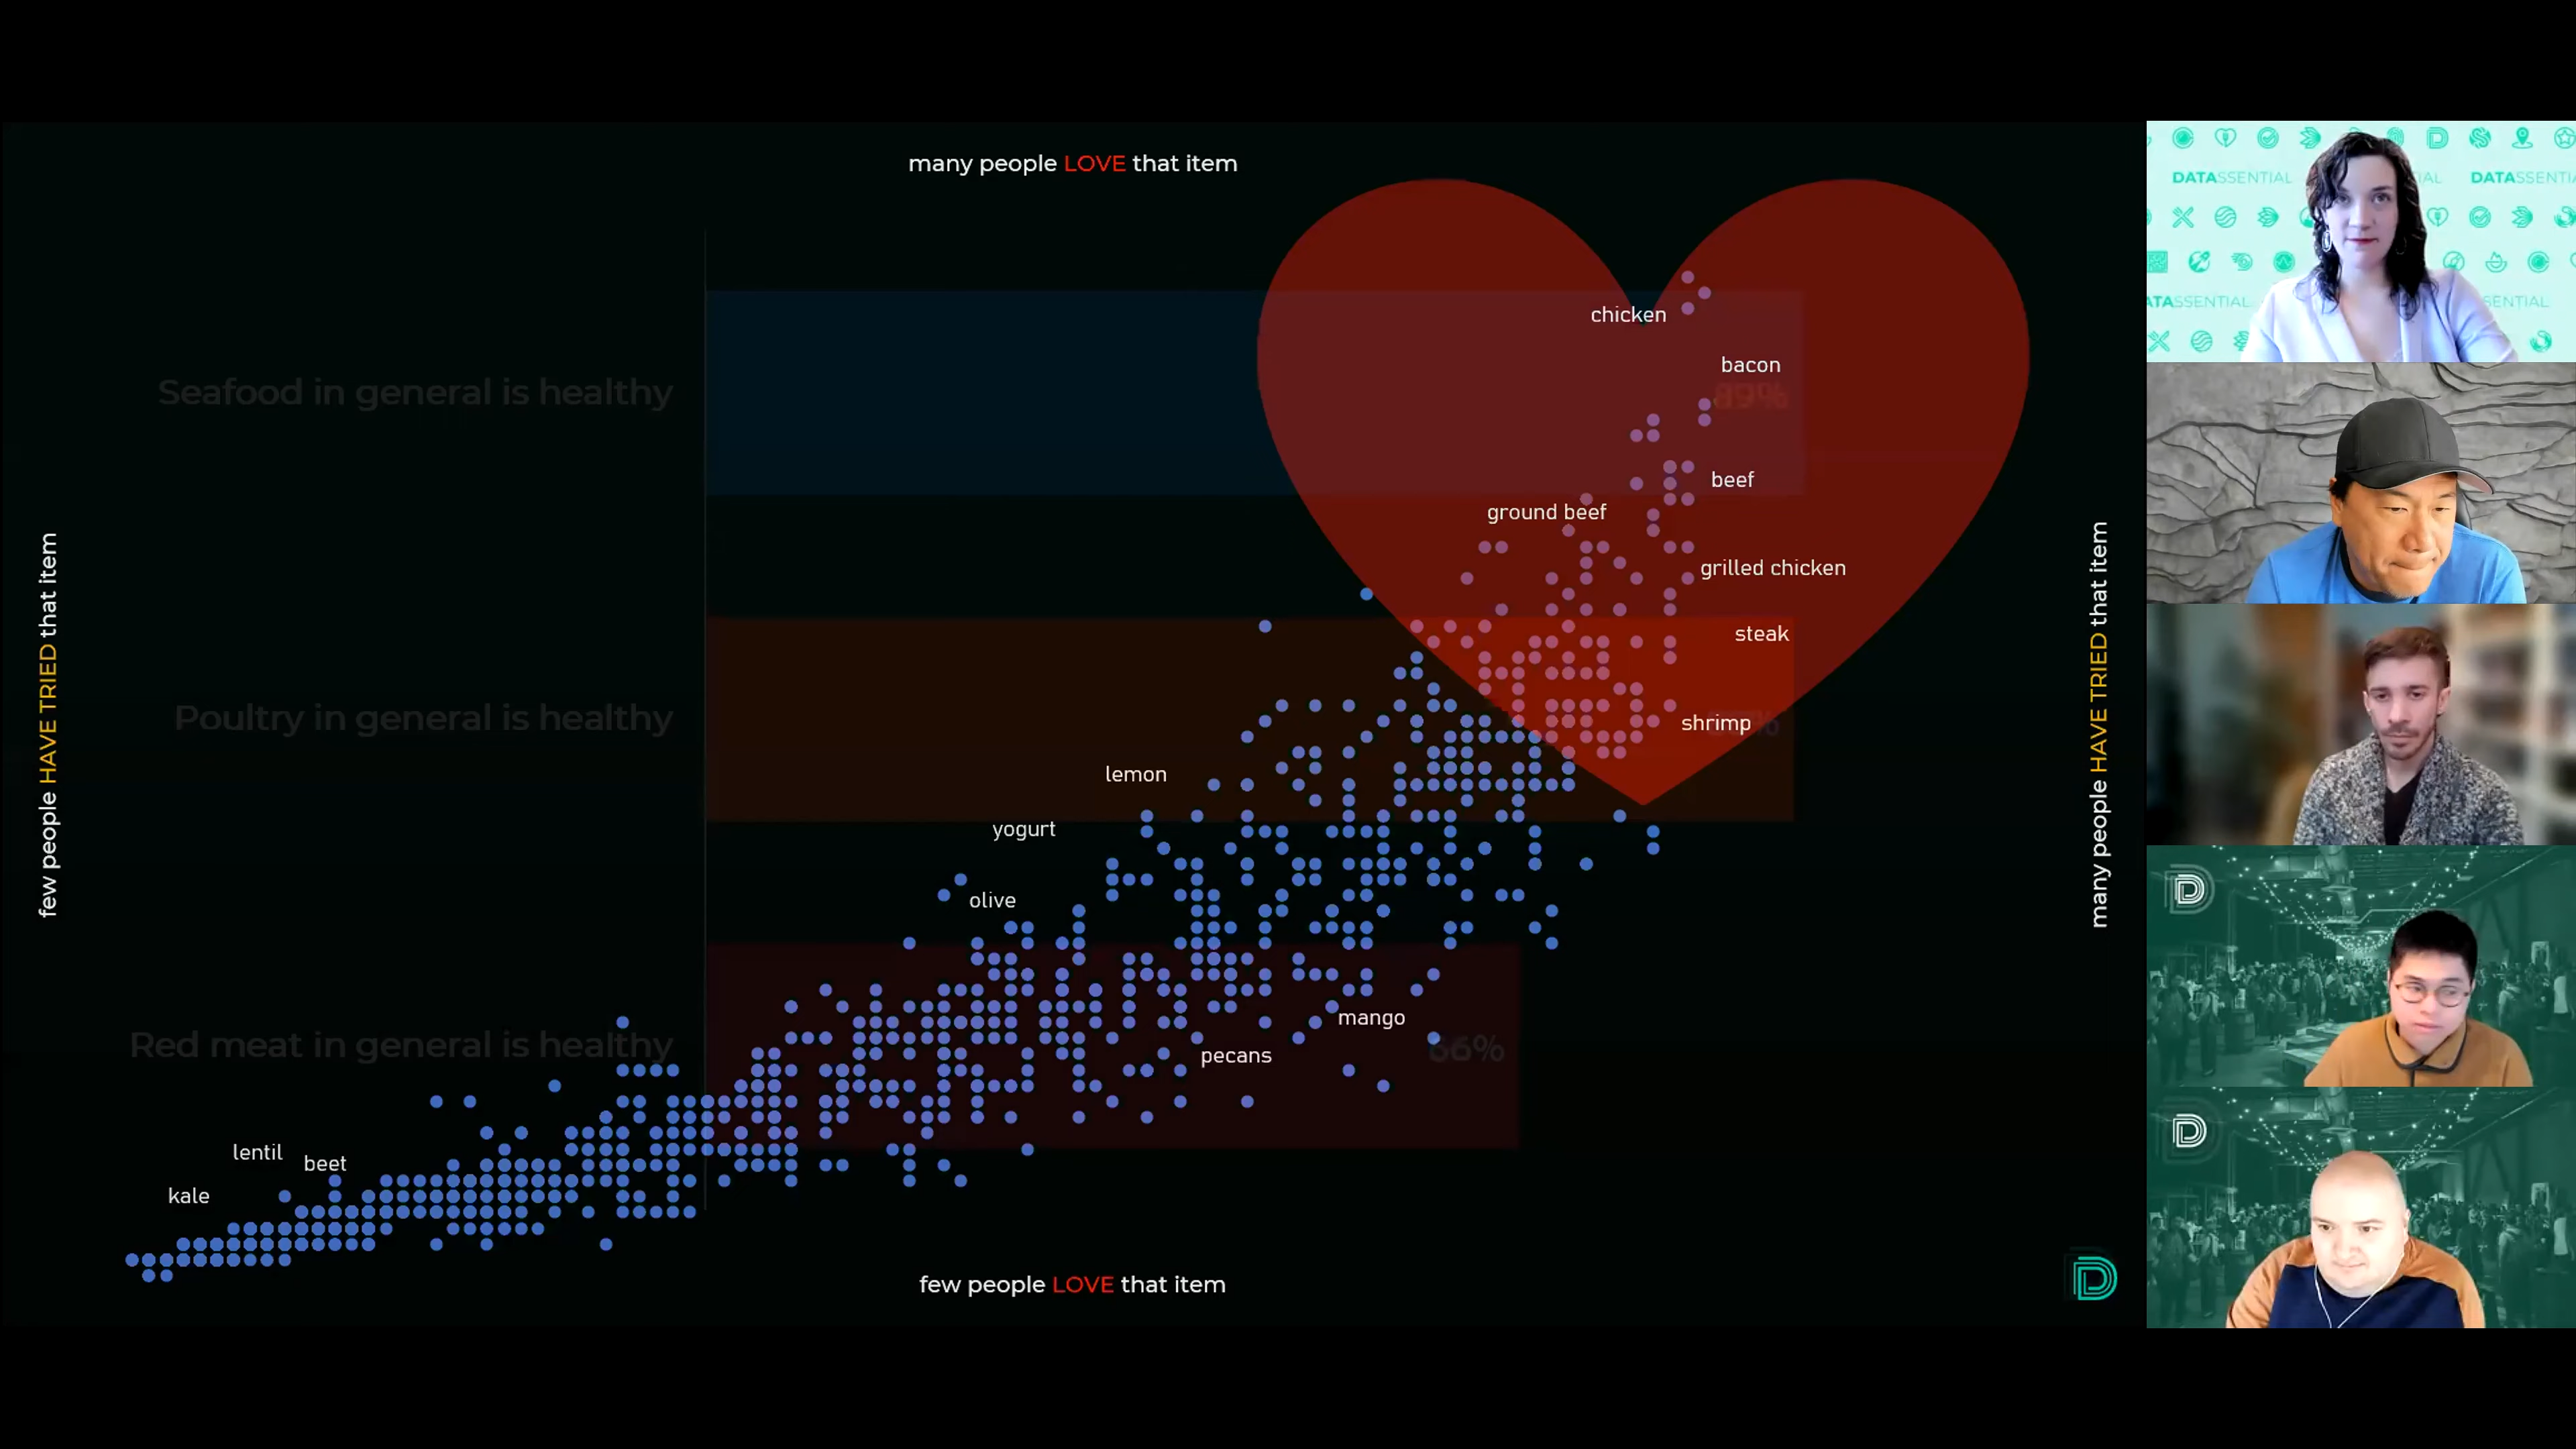 many people LOVE that item
few people HAVE TRIED that item
many people HAVE TRIED that item
chicken
bacon
Seafood in general is healthy
89%
beef
ground beef
grilled chicken
steak
Poultry in general is healthy
shrimp
lemon
yogurt
olive
mango
Red meat in general is healthy
66%
pecans
lentil
beet
kale
few people LOVE that item
DATASSENTIAL
DATASSENTIAL